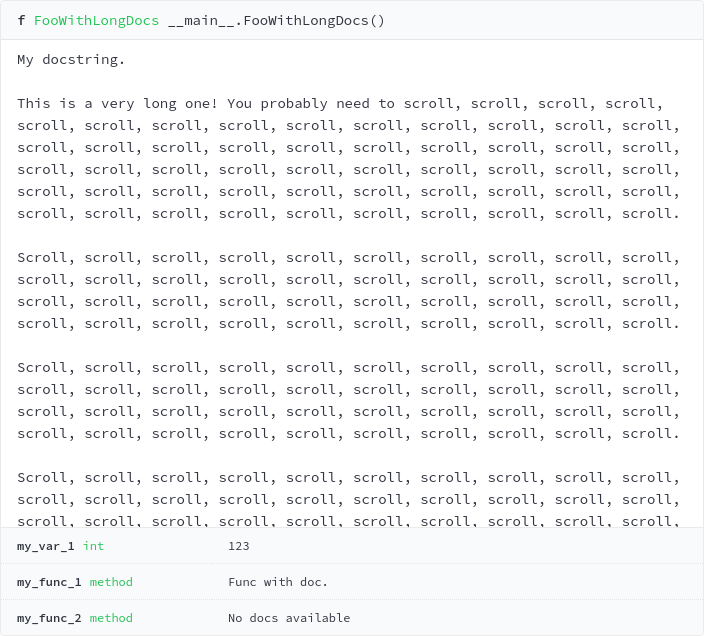 f FooWithLongDocs __main__.FooWithLongDocs()
My docstring.
This is a very long one! You probably need to scroll, scroll, scroll, scroll,
scroll, scroll, scroll, scroll, scroll, scroll, scroll, scroll, scroll, scroll,
scroll, scroll, scroll, scroll, scroll, scroll, scroll, scroll, scroll, scroll,
scroll, scroll, scroll, scroll, scroll, scroll, scroll, scroll, scroll, scroll,
scroll, scroll, scroll, scroll, scroll, scroll, scroll, scroll, scroll, scroll,
scroll, scroll, scroll, scroll, scroll, scroll, scroll, scroll, scroll, scroll.
Scroll, scroll, scroll, scroll, scroll, scroll, scroll, scroll, scroll, scroll,
scroll, scroll, scroll, scroll, scroll, scroll, scroll, scroll, scroll, scroll,
scroll, scroll, scroll, scroll, scroll, scroll, scroll, scroll, scroll, scroll,
scroll, scroll, scroll, scroll, scroll, scroll, scroll, scroll, scroll, scroll.
Scroll, scroll, scroll, scroll, scroll, scroll, scroll, scroll, scroll, scroll,
scroll, scroll, scroll, scroll, scroll, scroll, scroll, scroll, scroll, scroll,
scroll, scroll, scroll, scroll, scroll, scroll, scroll, scroll, scroll, scroll,
scroll, scroll, scroll, scroll, scroll, scroll, scroll, scroll, scroll, scroll.
Scroll, scroll, scroll, scroll, scroll, scroll, scroll, scroll, scroll, scroll,
scroll, scroll, scroll, scroll, scroll, scroll, scroll, scroll, scroll, scroll,
scroll, scroll, scroll, scroll, scroll, scroll, scroll, scroll, scroll, scroll,
my_var_1 int 123
my_func_1 method Func with doc.
my_func_2 method No docs available